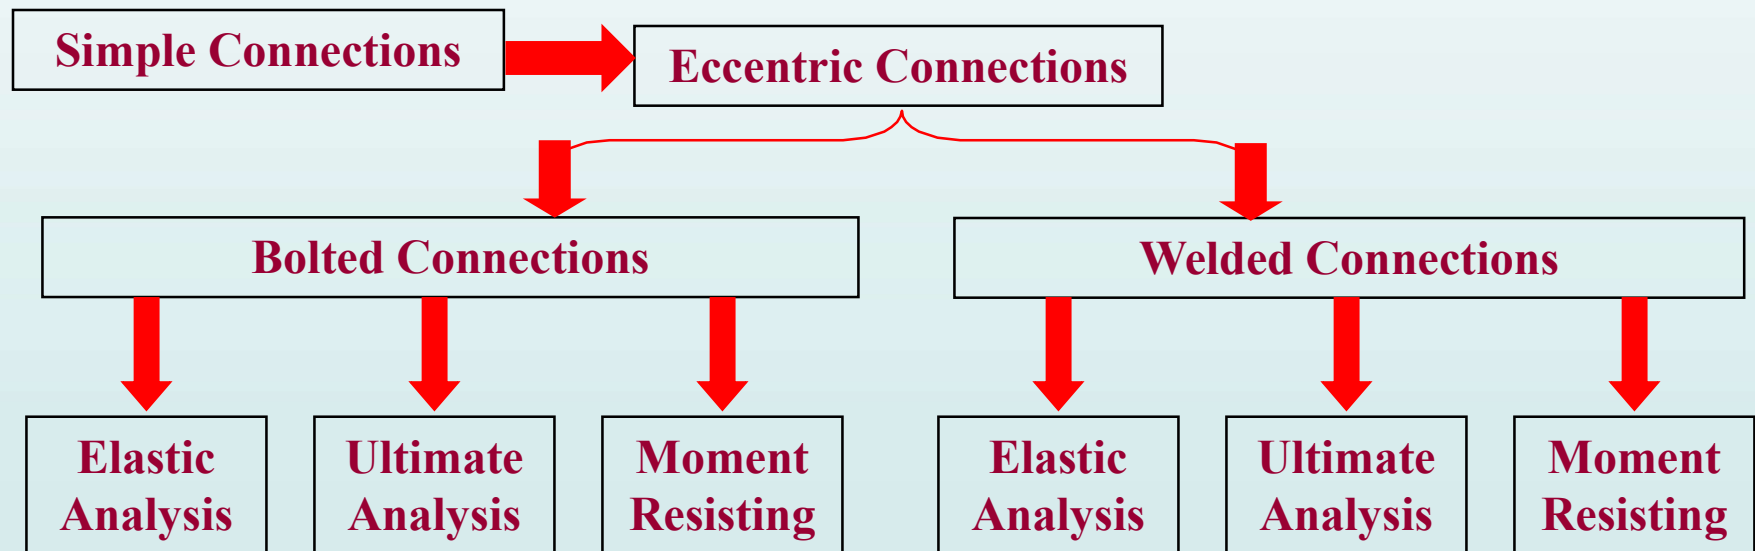 Simple Connections
Eccentric Connections
Bolted Connections
Welded Connections
Elastic
Analysis
Ultimate
Analysis
Moment
Resisting
Elastic
Analysis
Ultimate
Analysis
Moment
Resisting